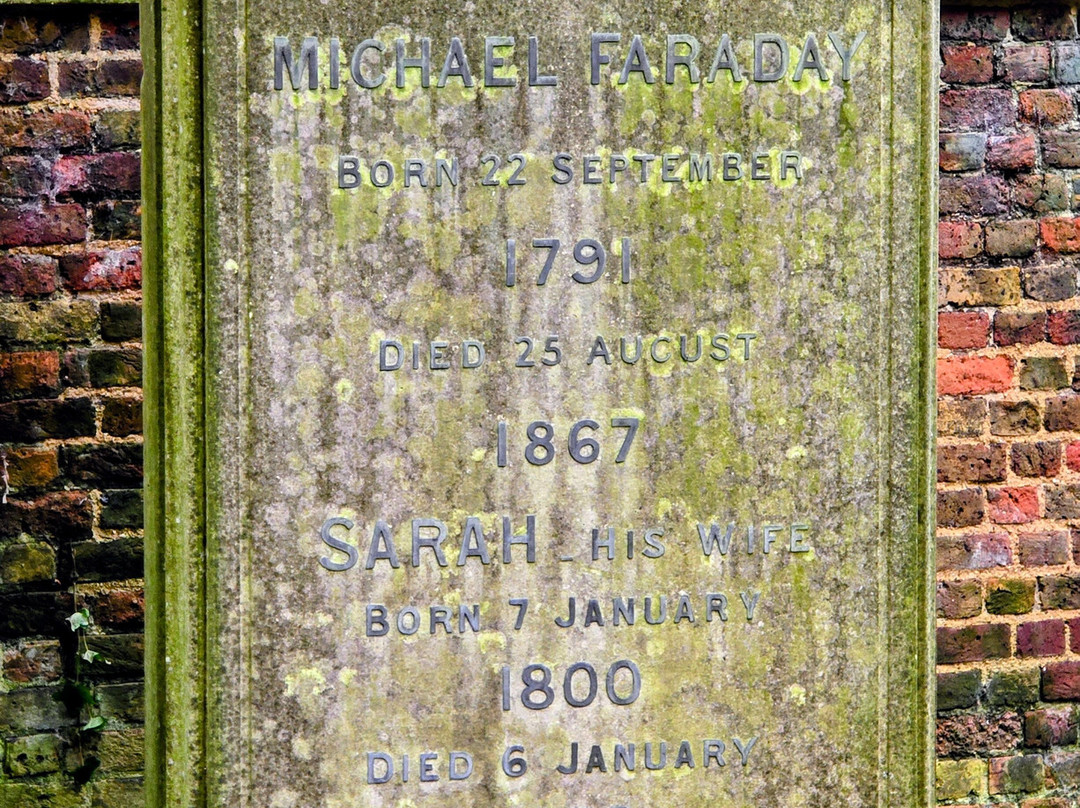 MICHAEL FARADAY
BORN 22 SEPTEMBER
1791
DIED 25 AUGUST
1867
SARAH _ HIS WIFE
BORN 7 JANUARY
1800
DIED 6 JANUARY